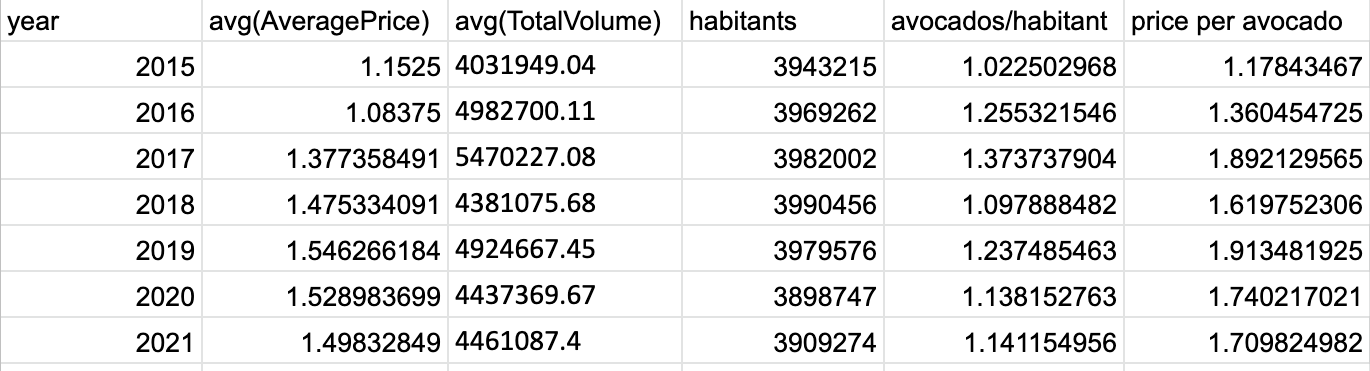 year avg(AveragePrice) avg(TotalVolume) habitants avocados/habitant price per avocado
2015 1.1525 4031949.04 3943215 1.022502968 1.17843467
2016 1.08375 4982700.11 3969262 1.255321546 1.360454725
2017 1.377358491 5470227.08 3982002 1.373737904 1.892129565
2018 1.475334091 4381075.68 3990456 1.097888482 1.619752306
2019 1.546266184 4924667.45 3979576 1.237485463 1.913481925
2020 1.528983699 4437369.67 3898747 1.138152763 1.740217021
2021 1.49832849 4461087.4 3909274 1.141154956 1.709824982